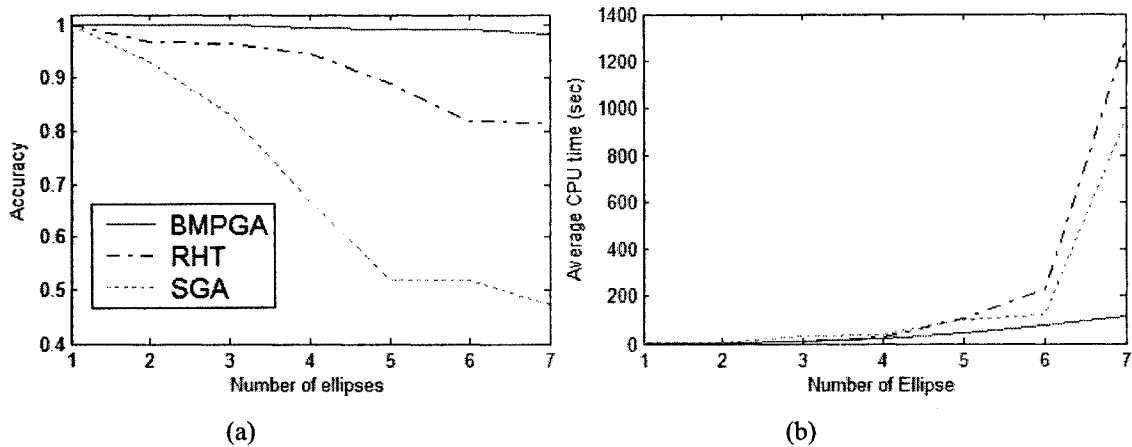 1
0.9
0.8
0.7
0.6
0.5
0.4
Accuracy
BMPGA
RHT
SGA
1 2 3 4 5 6 7
Number of ellipses
(a)
1400
1200
1000
800
600
400
200
0
Average CPU time (sec)
1 2 3 4 5 6 7
Number of Ellipse
(b)